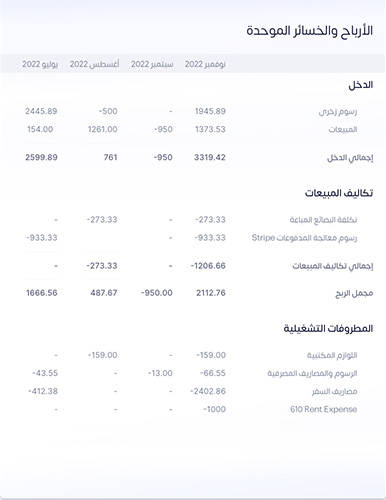 الأرباح والخسائر الموحدة
نوفمبر 2022 سبتمبر 2022 أغسطس 2022 يوليو 2022
الدخل
رسوم زخري 1945.89 - -500 2445.89
المبيعات 1373.53 -950 1261.00 154.00
إجمالي الدخل 3319.42 -950 761 2599.89
تكاليف المبيعات
تكلفة البضائع المباعة -273.33 - -273.33 -
رسوم معالجة المدفوعات Stripe -933.33 - - -933.33
إجمالي تكاليف المبيعات -1206.66 - -273.33 -
مجمل الربح 2112.76 -950.00 487.67 1666.56
المطروفات التشغيلية
اللوازم المكتبية -159.00 - -159.00 -
الرسوم والمصاريف المصرفية -66.55 -13.00 - -43.55
مصاريف السفر -2402.86 - - -412.38
610 Rent Expense -1000 - - -